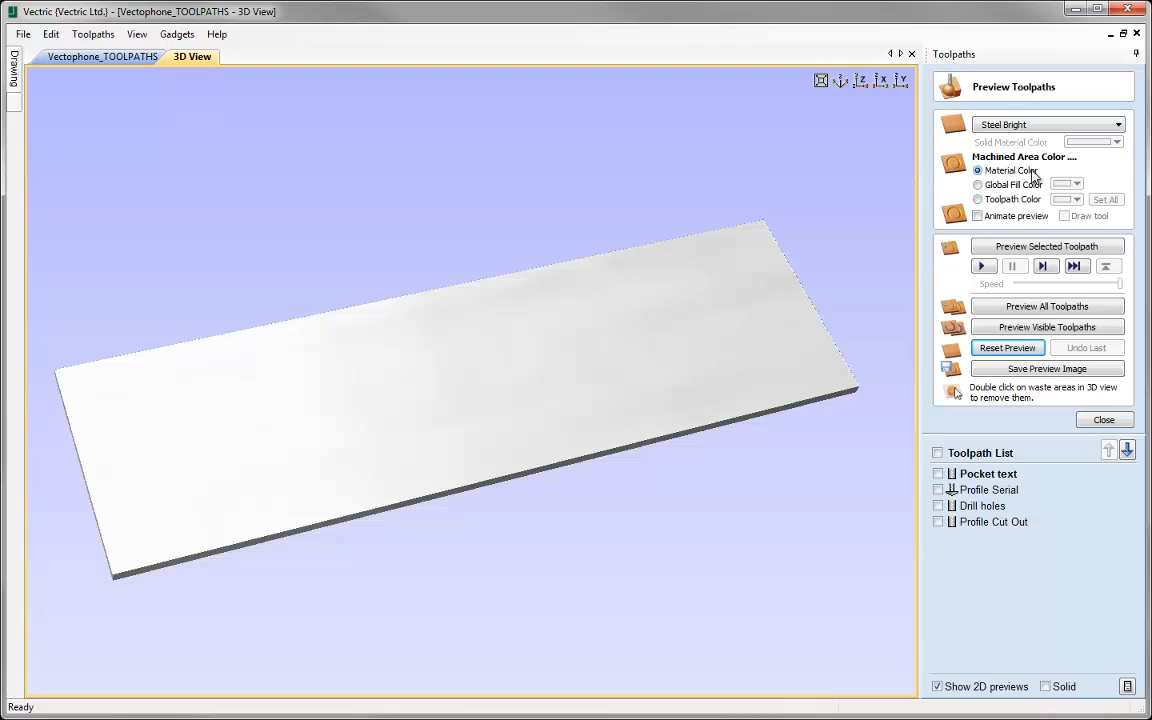 Vectric {Vectric Ltd.} - [Vectophone_TOOLPATHS - 3D View]
File Edit Toolpaths View Gadgets Help
Drawing
Vectophone_TOOLPATHS 3D View
Z X Y
Toolpaths
Preview Toolpaths
Steel Bright
Solid Material Color
Machined Area Color ....
Material Color
Global Fill Color
Toolpath Color Set All
Animate preview Draw tool
Preview Selected Toolpath
Speed
Preview All Toolpaths
Preview Visible Toolpaths
Reset Preview Undo Last
Save Preview Image
Double click on waste areas in 3D view
to remove them.
Close
Toolpath List
Pocket text
Profile Serial
Drill holes
Profile Cut Out
Show 2D previews Solid
Ready